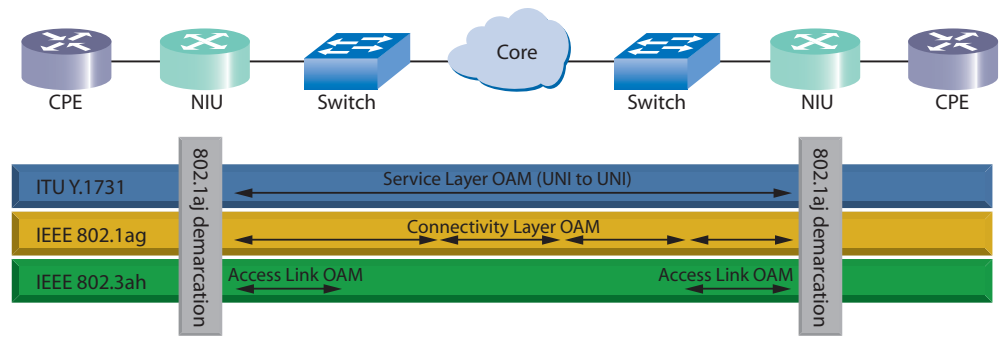 Core
CPE
NIU
Switch
Switch
NIU
CPE
802.1aj demarcation
802.1aj demarcation
ITU Y.1731
Service Layer OAM (UNI to UNI)
IEEE 802.1ag
Connectivity Layer OAM
IEEE 802.3ah
Access Link OAM
Access Link OAM